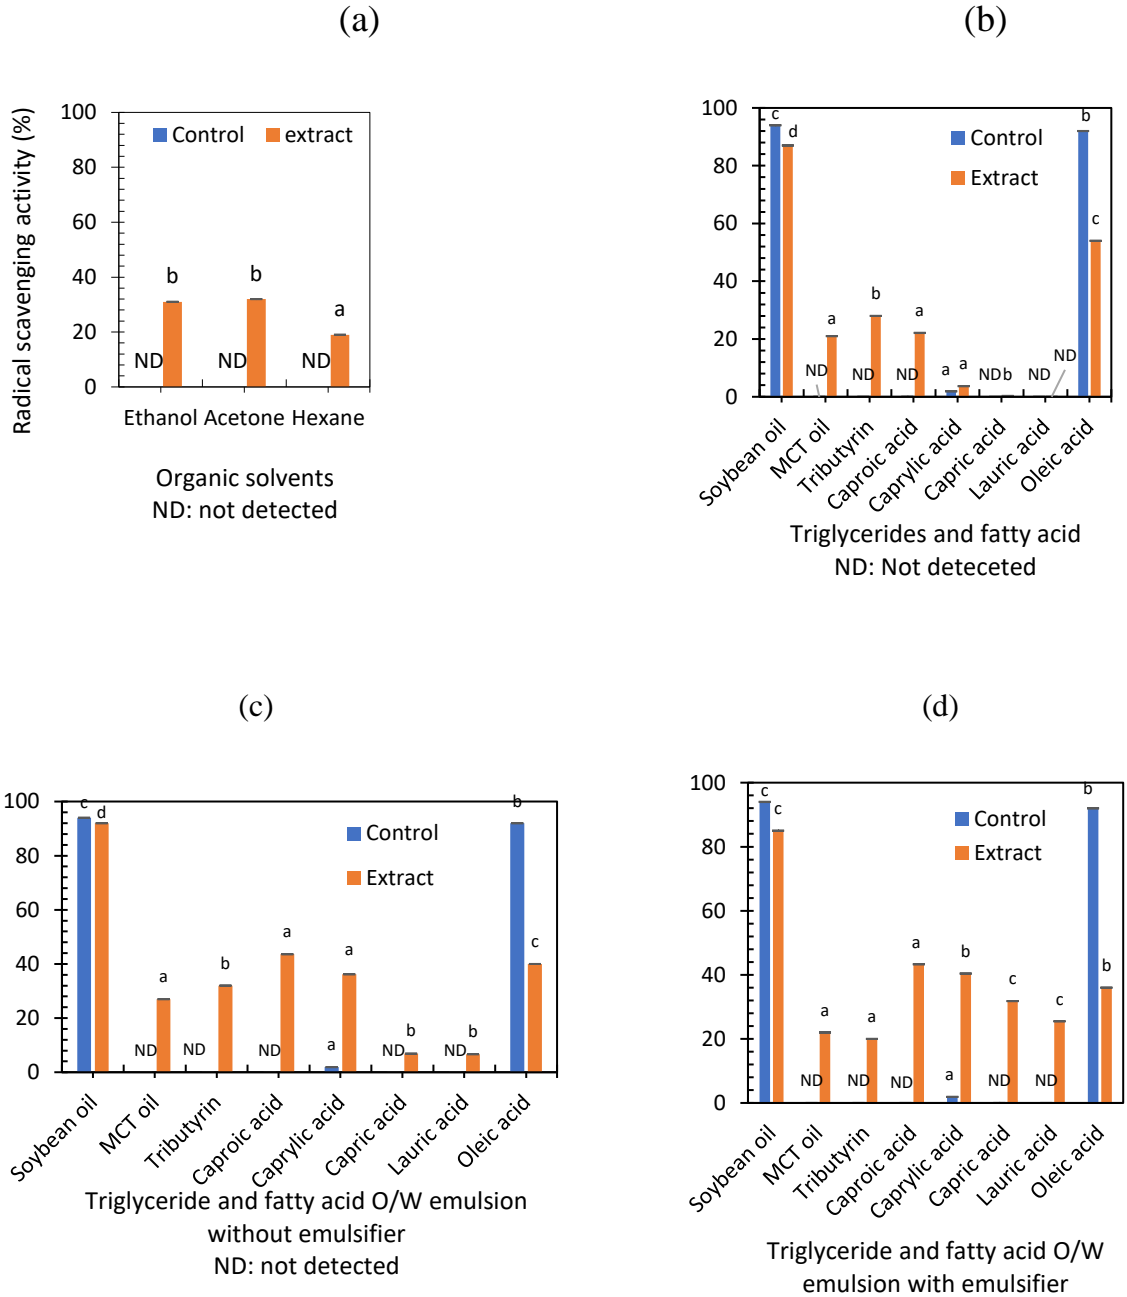 (a)
Radical scavenging activity (%)
100
80
60
40
20
0
Control
extract
b
b
a
ND
ND
ND
Ethanol
Acetone
Hexane
Organic solvents
ND: not detected
(b)
100
80
60
40
20
0
Control
Extract
c
d
ND
a
ND
b
ND
a
a
a
ND
b
ND
ND
b
c
Soybean oil
MCT oil
Tributyrin
Caproic acid
Caprylic acid
Capric acid
Lauric acid
Oleic acid
Triglycerides and fatty acid
ND: Not deteceted
(c)
100
80
60
40
20
0
Control
Extract
c
d
ND
a
ND
b
ND
a
a
a
ND
b
ND
b
b
c
Soybean oil
MCT oil
Tributyrin
Caproic acid
Caprylic acid
Capric acid
Lauric acid
Oleic acid
Triglyceride and fatty acid O/W emulsion
without emulsifier
ND: not detected
(d)
100
80
60
40
20
0
Control
Extract
c
c
ND
a
ND
a
ND
a
a
b
ND
c
ND
c
b
b
Soybean oil
MCT oil
Tributyrin
Caproic acid
Caprylic acid
Capric acid
Lauric acid
Oleic acid
Triglyceride and fatty acid O/W
emulsion with emulsifier